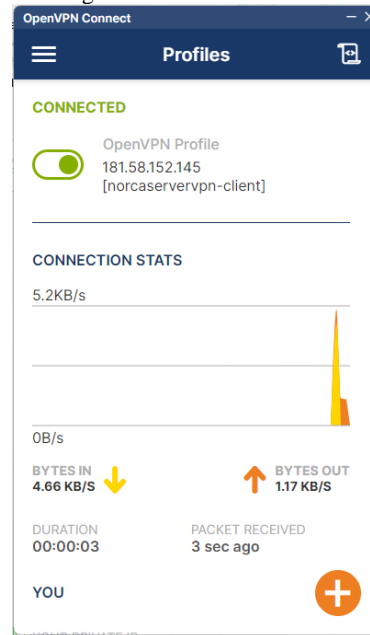 OpenVPN Connect
Profiles
CONNECTED
OpenVPN Profile
181.58.152.145
[norcaservervpn-client]
CONNECTION STATS
5.2KB/s
0B/s
BYTES IN
4.66 KB/S
BYTES OUT
1.17 KB/S
DURATION
00:00:03
PACKET RECEIVED
3 sec ago
YOU